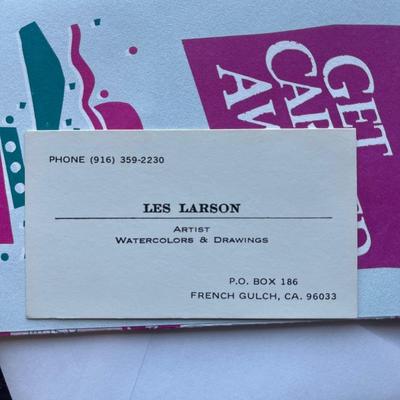 GET
PHONE (916) 359-2230
LES LARSON
ARTIST
WATERCOLORS & DRAWINGS
P.O. BOX 186
FRENCH GULCH, CA. 96033